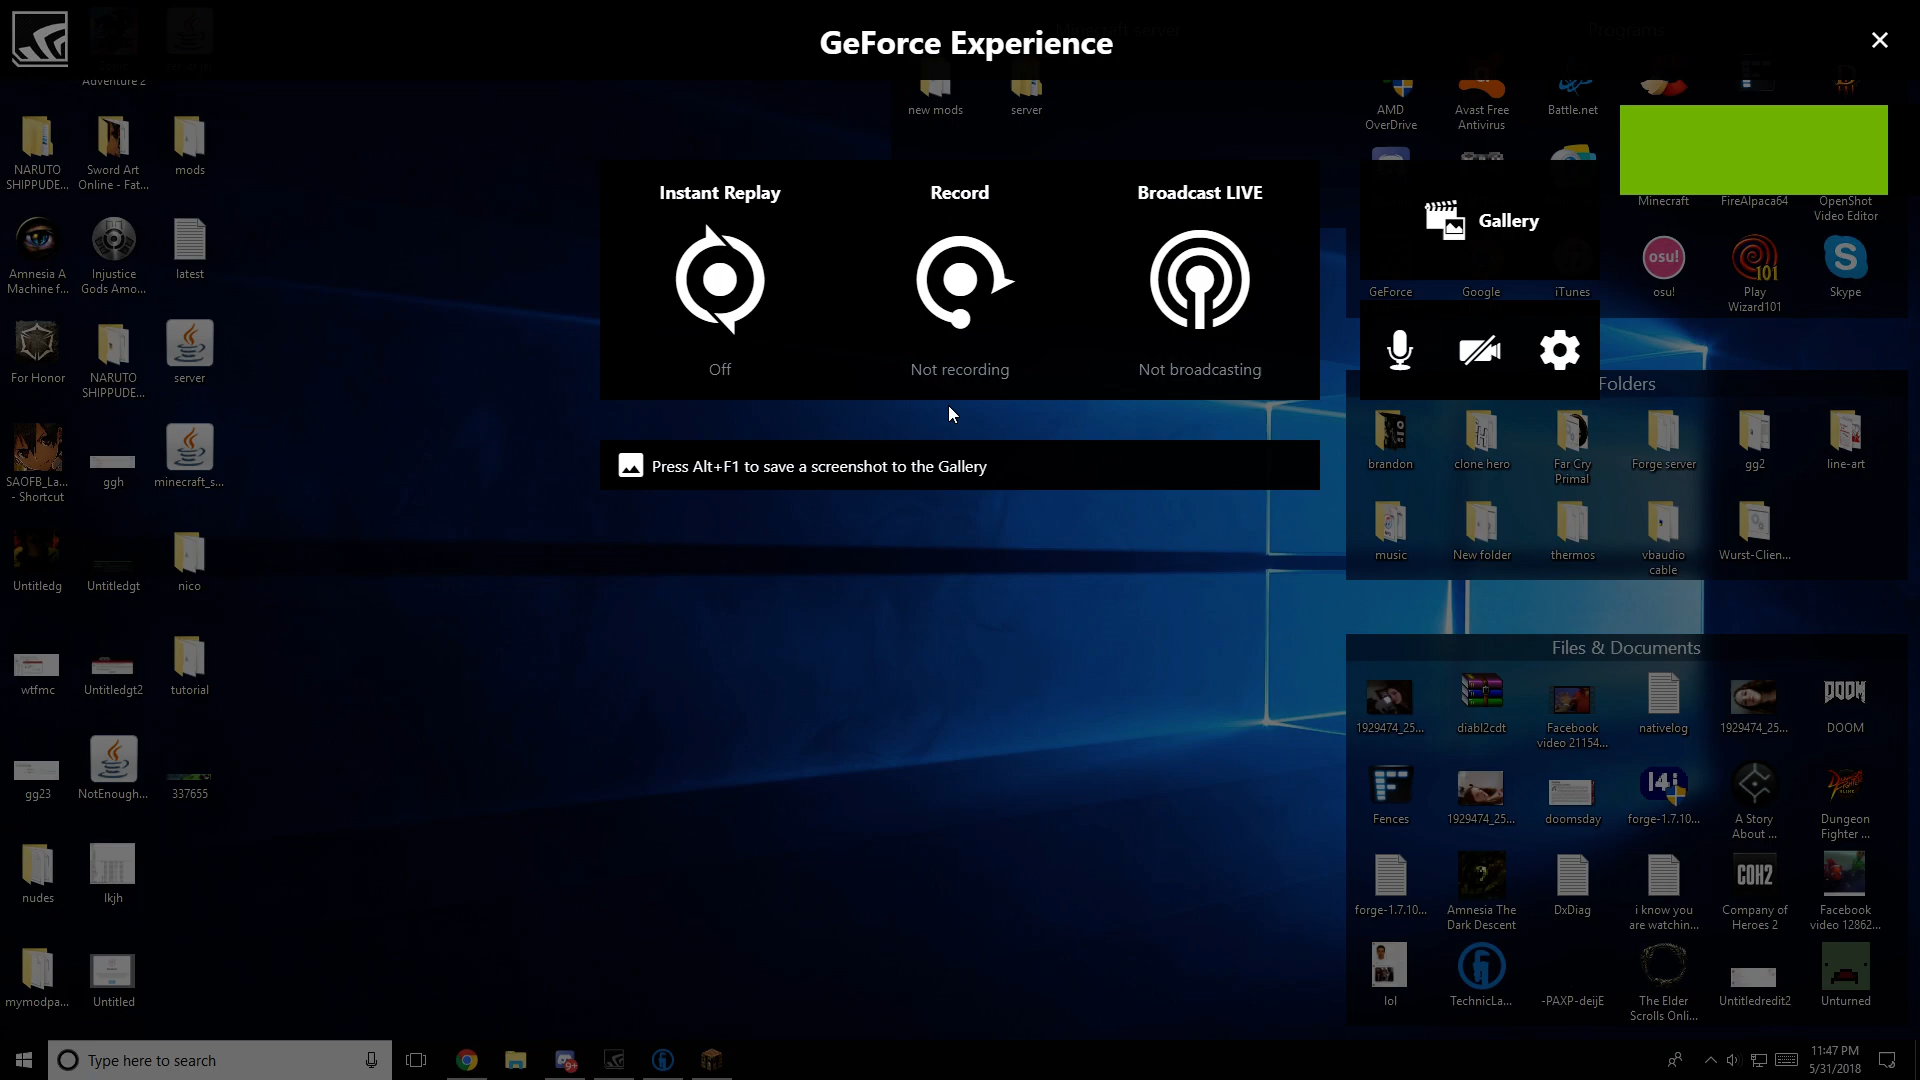 GeForce Experience
Minecraft server
Programs
Adventure 2
new mods
server
AMD
OverDrive
Avast Free
Antivirus
Battle.net
NARUTO
SHIPPUDE...
Sword Art
Online - Fat...
mods
Instant Replay
Record
Broadcast LIVE
Off
Not recording
Not broadcasting
Gallery
Minecraft
FireAlpaca64
OpenShot
Video Editor
Amnesia A
Machine f...
Injustice
Gods Amo...
latest
GeForce
Google
iTunes
osu!
osu!
101
Play
Wizard101
Skype
For Honor
NARUTO
SHIPPUDE...
server
Folders
Press Alt+F1 to save a screenshot to the Gallery
brandon
clone hero
Far Cry
Primal
Forge server
gg2
line-art
SAOFB_La...
- Shortcut
ggh
minecraft_s...
music
New folder
thermos
vbaudio
cable
Wurst-Clien...
Untitledg
Untitledgt
nico
Files & Documents
wtfmc
Untitledgt2
tutorial
1929474_25...
diabl2cdt
Facebook
video 21154...
nativelog
1929474_25...
DOOM
DOOM
gg23
NotEnough...
337655
Fences
1929474_25...
doomsday
forge-1.7.10...
A Story
About ...
Dungeon
Fighter ...
nudes
lkjh
forge-1.7.10...
Amnesia The
Dark Descent
DxDiag
i know you
are watchin...
COH2
Company of
Heroes 2
Facebook
video 12862...
mymodpa...
Untitled
lol
TechnicLa...
-PAXP-deijE
The Elder
Scrolls Onli...
Untitledredit2
Unturned
Type here to search
9+
11:47 PM
5/31/2018